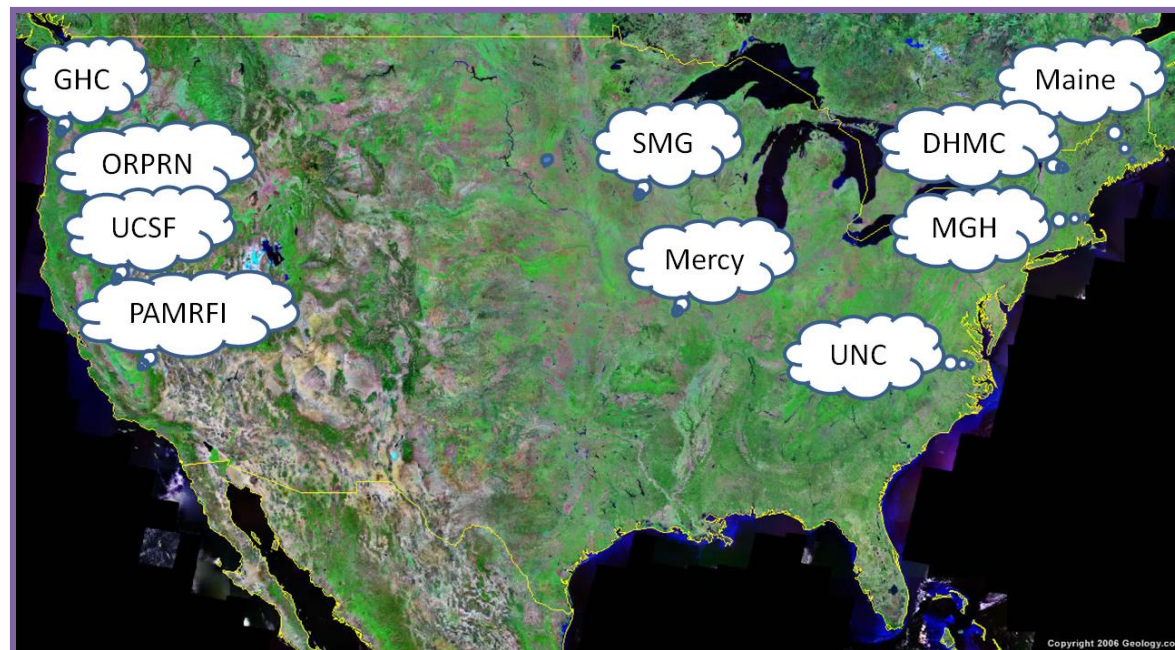 GHC
Maine
SMG
DHMC
ORPRN
UCSF
MGH
Mercy
PAMRFI
UNC
Copyright 2006 Geology.co